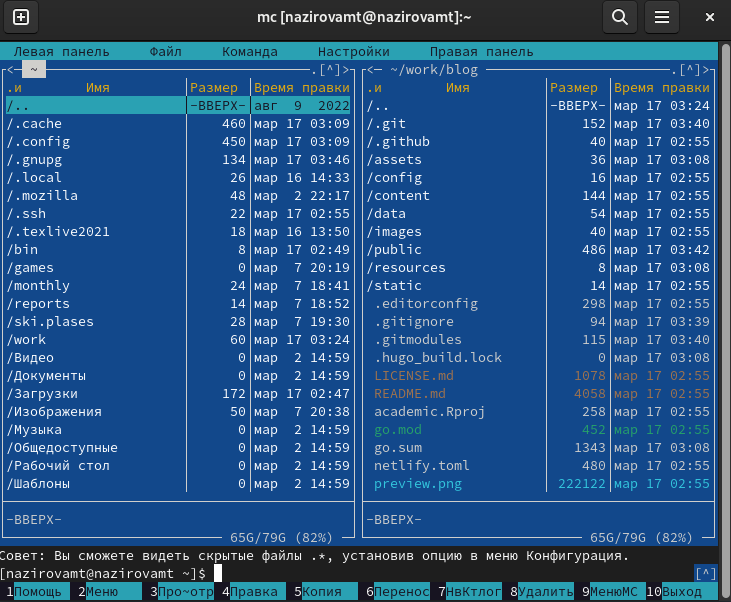 mc [nazirovamt@nazirovamt]:~
Левая панель Файл Команда Настройки Правая панель
<— ~ .[^]> <— ~/work/blog .[^]>
.и Имя Размер Время правки .и Имя Размер Время правки
/.. -ВВЕРХ- авг 9 2022 /.. -ВВЕРХ- мар 17 03:24
/.cache 460 мар 17 03:09 /.git 152 мар 17 03:40
/.config 450 мар 17 03:09 /.github 40 мар 17 02:55
/.gnupg 134 мар 17 03:46 /assets 36 мар 17 03:08
/.local 26 мар 16 14:33 /config 16 мар 17 02:55
/.mozilla 48 мар 2 22:17 /content 144 мар 17 02:55
/.ssh 22 мар 17 02:55 /data 54 мар 17 02:55
/.texlive2021 18 мар 16 13:50 /images 40 мар 17 02:55
/bin 8 мар 17 02:49 /public 486 мар 17 03:42
/games 0 мар 7 20:19 /resources 8 мар 17 03:08
/monthly 24 мар 7 18:41 /static 14 мар 17 02:55
/reports 14 мар 7 18:52 .editorconfig 298 мар 17 02:55
/ski.plases 28 мар 7 19:30 .gitignore 94 мар 17 03:39
/work 60 мар 17 03:24 .gitmodules 115 мар 17 03:40
/Видео 0 мар 2 14:59 .hugo_build.lock 0 мар 17 03:08
/Документы 0 мар 2 14:59 LICENSE.md 1078 мар 17 02:55
/Загрузки 172 мар 17 02:47 README.md 4058 мар 17 02:55
/Изображения 50 мар 7 20:38 academic.Rproj 258 мар 17 02:55
/Музыка 0 мар 2 14:59 go.mod 452 мар 17 02:55
/Общедоступные 0 мар 2 14:59 go.sum 1343 мар 17 03:08
/Рабочий стол 0 мар 2 14:59 netlify.toml 480 мар 17 02:55
/Шаблоны 0 мар 2 14:59 preview.png 222122 мар 17 02:55
-ВВЕРХ- -ВВЕРХ-
65G/79G (82%) 65G/79G (82%)
Совет: Вы сможете видеть скрытые файлы .*, установив опцию в меню Конфигурация.
[nazirovamt@nazirovamt ~]$ [^]
1Помощь 2Меню 3Про~отр 4Правка 5Копия 6Перенос 7НвКтлог 8Удалить 9МенюМС 10Выход